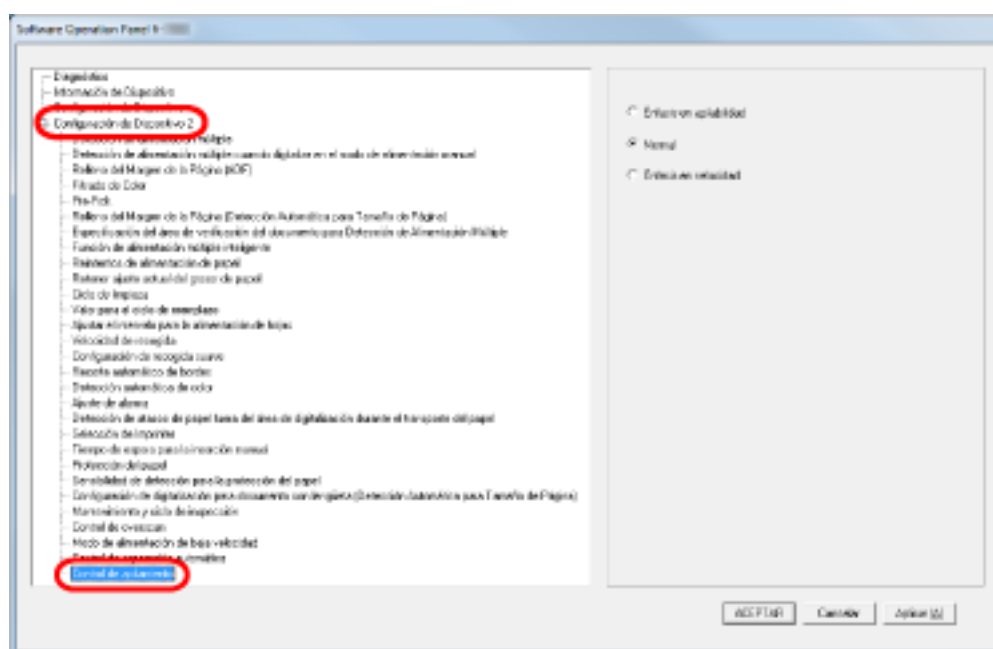 Software Operation Panel fi-
Diagnóstico
Información de Dispositivo
Configuración de Dispositivo 2
Detección de alimentación múltiple cuando digitaliza en el modo de alimentación manual
Relleno del Margen de la Página (ADF)
Filtrado de Color
Pre-Pick
Relleno del Margen de la Página (Detección Automática para Tamaño de Página)
Especificación del área de verificación del documento para Detección de Alimentación Múltiple
Función de alimentación múltiple inteligente
Reintentos de alimentación de papel
Retener ajuste actual del grosor de papel
Ciclo de limpieza
Valor para el ciclo de reemplazo
Ajustar el intervalo para la alimentación de hojas
Velocidad de recogida
Configuración de recogida suave
Recorte automático de bordes
Detección automática de color
Ajuste de alarma
Detección de atasco de papel fuera del área de digitalización durante el transporte del papel
Selección de imprinter
Tiempo de espera para la inserción manual
Protección del papel
Sensibilidad de detección para la protección del papel
Configuración de digitalización para documento con lengüeta (Detección Automática para Tamaño de Página)
Mantenimiento y ciclo de inspección
Control de overscan
Modo de alimentación de baja velocidad
Control de separación automática
Control de apilamiento
Énfasis en apilabilidad
Normal
Énfasis en velocidad
ACEPTAR
Cancelar
Aplicar (A)